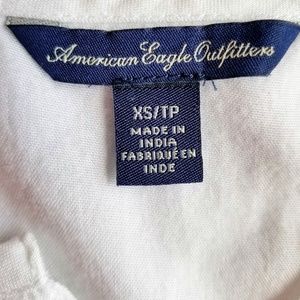 American Eagle Outfitters
XS/TP
MADE IN
INDIA
FABRIQUÉ EN
INDE